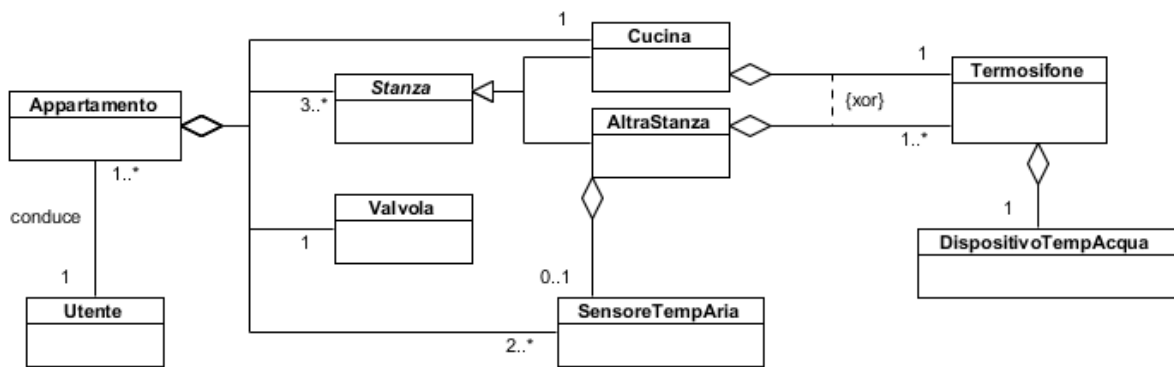 1
Cucina
1
Termosifone
Stanza
Appartamento
3..*
{xor}
AltraStanza
1..*
1..*
Valvola
conduce
1
1
DispositivoTempAcqua
1
0..1
Utente
SensoreTempAria
2..*